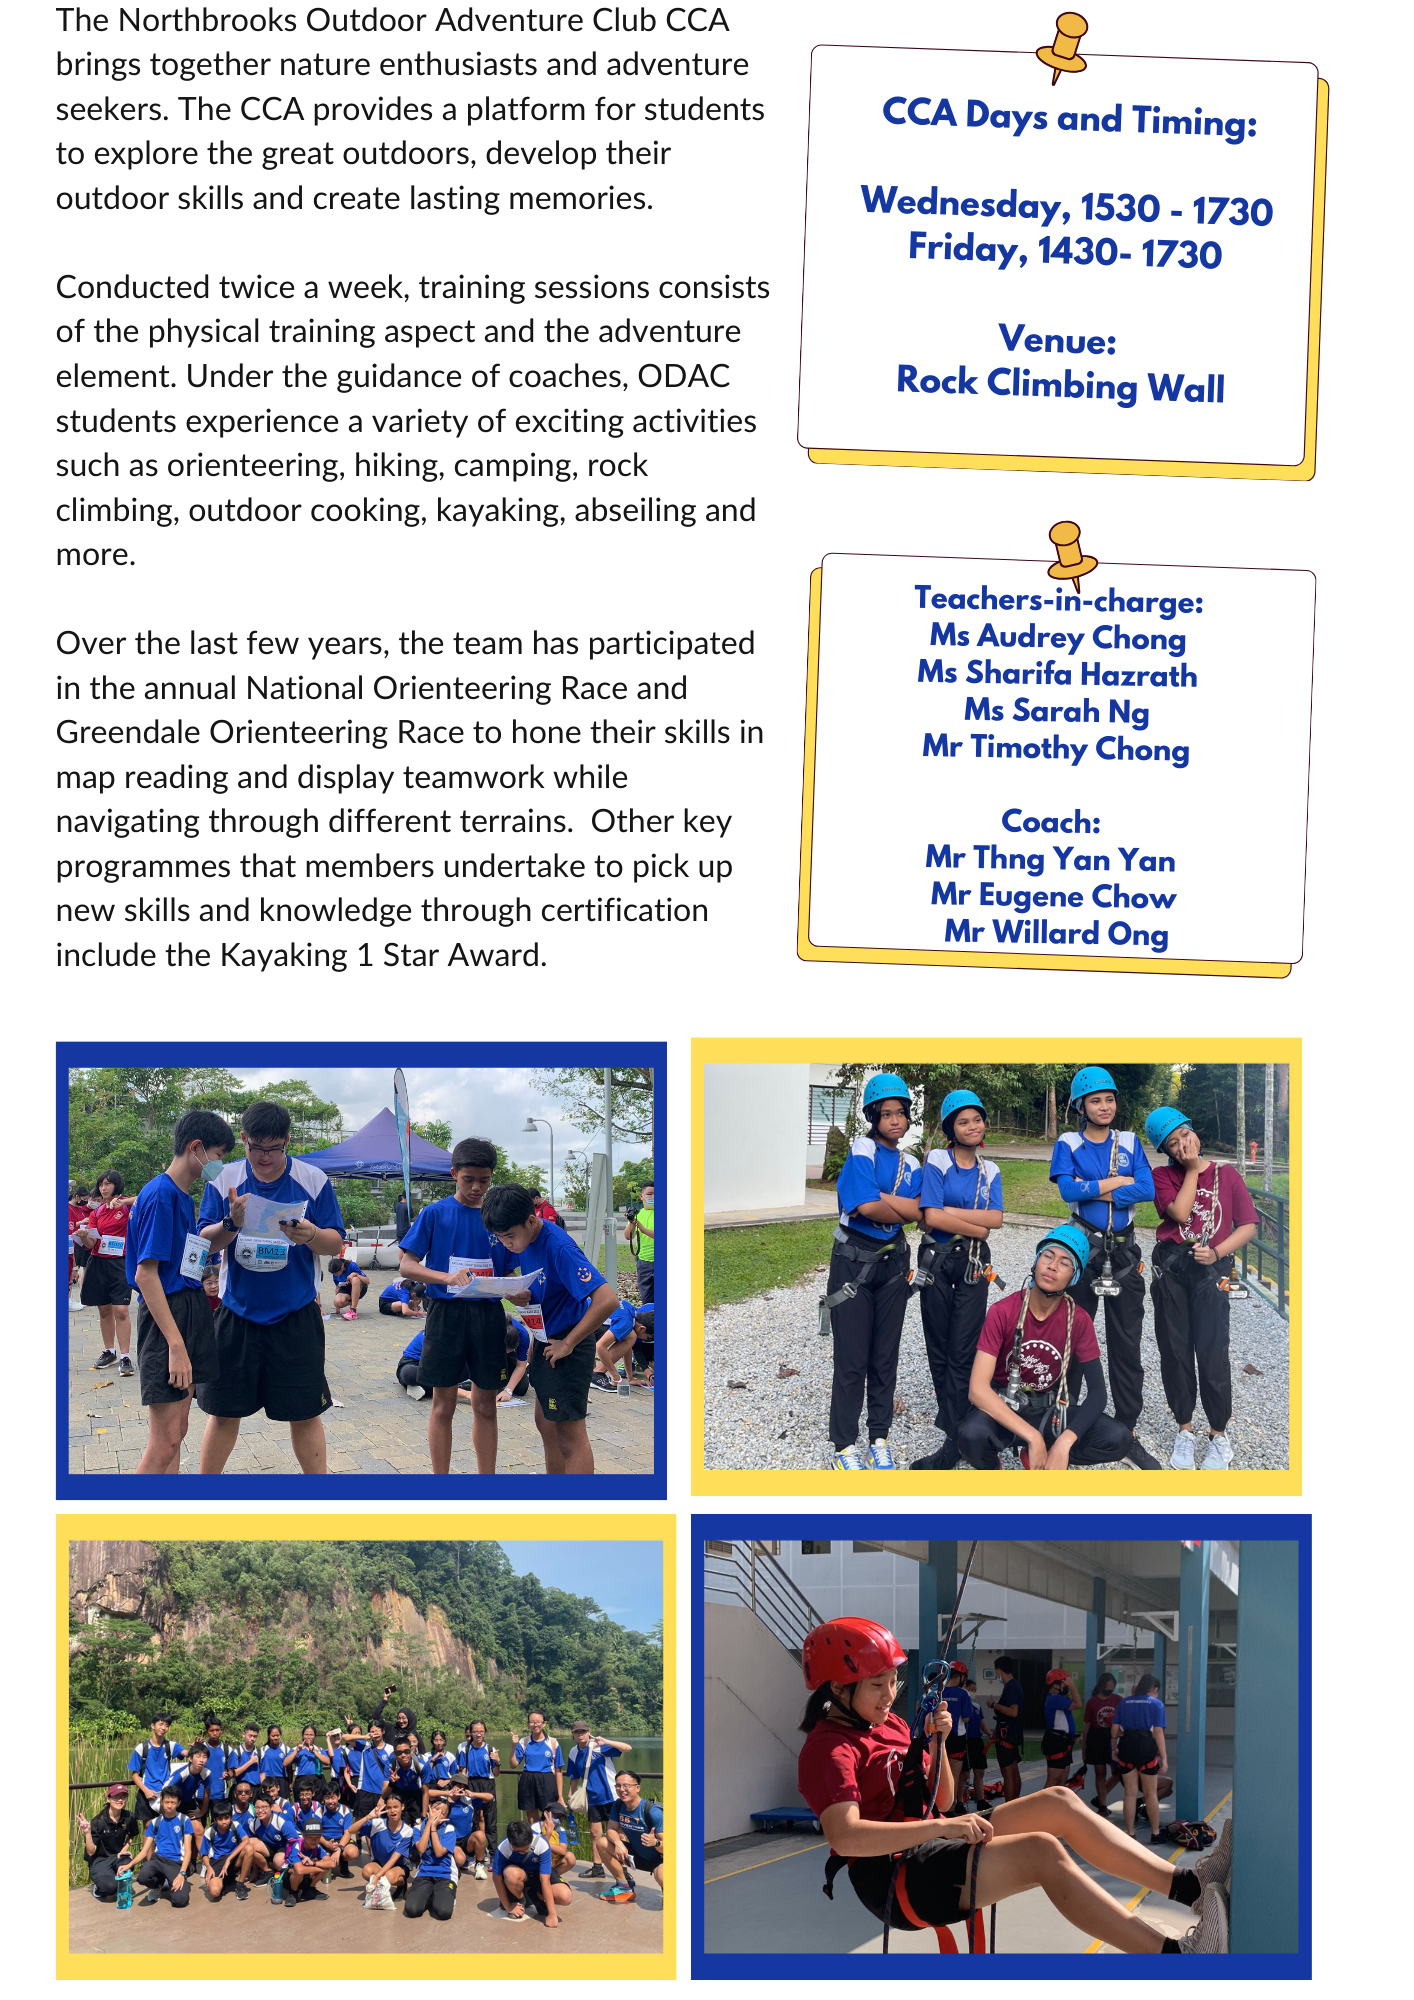 The Northbrooks Outdoor Adventure Club CCA
brings together nature enthusiasts and adventure
seekers. The CCA provides a platform for students
to explore the great outdoors, develop their
outdoor skills and create lasting memories.
Conducted twice a week, training sessions consists
of the physical training aspect and the adventure
element. Under the guidance of coaches, ODAC
students experience a variety of exciting activities
such as orienteering, hiking, camping, rock
climbing, outdoor cooking, kayaking, abseiling and
more.
Over the last few years, the team has participated
in the annual National Orienteering Race and
Greendale Orienteering Race to hone their skills in
map reading and display teamwork while
navigating through different terrains.  Other key
programmes that members undertake to pick up
new skills and knowledge through certification
include the Kayaking 1 Star Award.
CCA Days and Timing:
Wednesday, 1530 - 1730
Friday, 1430- 1730
Venue:
Rock Climbing Wall
Teachers-in-charge:
Ms Audrey Chong
Ms Sharifa Hazrath
Ms Sarah Ng
Mr Timothy Chong
Coach:
Mr Thng Yan Yan
Mr Eugene Chow
Mr Willard Ong
BM13